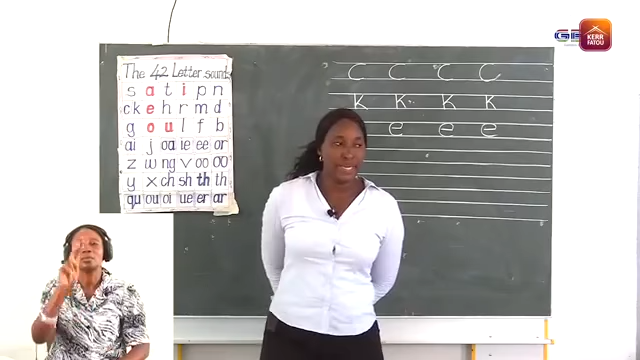 The 42 Letter sounds
s a t i p n
ck e h r m d
g o u l f b
ai j oa ie ee or
z w ng v oo oo
y x ch sh th th
qu ou oi ue er ar
c c c c
k k k k
e e e
KERR
FATOU